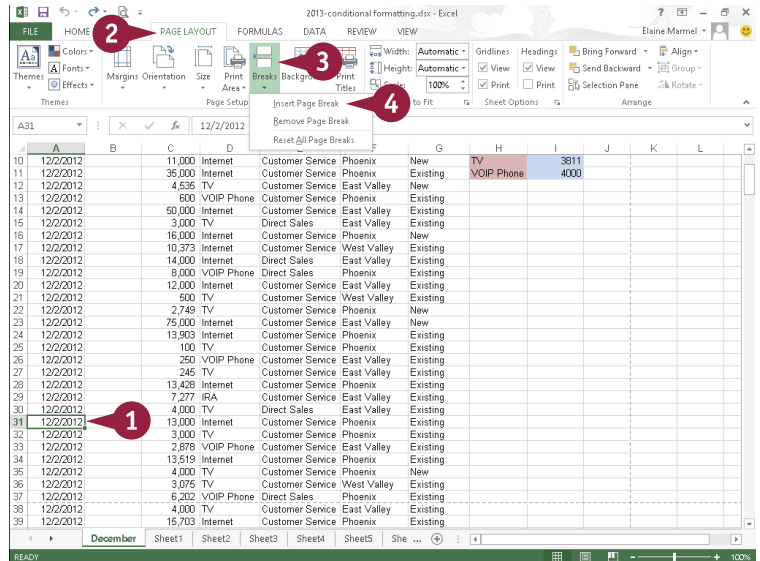 2013-conditional formatting.xlsx - Excel
?
FILE HOME PAGE LAYOUT FORMULAS DATA REVIEW VIEW Elaine Marmel
2
Themes Colors Fonts Effects
A
Margins Orientation Size Print Area Breaks Print Titles
3
Width: Automatic
Height: Automatic
100%
Gridlines Headings
View View
Print Print
Bring Forward Align
Send Backward Group
Selection Pane Rotate
Insert Page Break
4
Remove Page Break
Reset All Page Breaks
Themes Page Setup to Fit Sheet Options Arrange
A31 fx 12/2/2012
A B C D F G H I J K L
10 12/2/2012 11,000 Internet Customer Service Phoenix New TV 3811
11 12/2/2012 35,000 Internet Customer Service Phoenix Existing VOIP Phone 4000
12 12/2/2012 4,535 TV Customer Service East Valley New
13 12/2/2012 600 VOIP Phone Customer Service Phoenix Existing
14 12/2/2012 50,000 Internet Customer Service East Valley Existing
15 12/2/2012 3,000 TV Direct Sales East Valley Existing
16 12/2/2012 16,000 Internet Customer Service Phoenix New
17 12/2/2012 10,373 Internet Customer Service West Valley Existing
18 12/2/2012 14,000 Internet Direct Sales East Valley Existing
19 12/2/2012 8,000 VOIP Phone Direct Sales Phoenix Existing
20 12/2/2012 12,000 Internet Customer Service East Valley Existing
21 12/2/2012 500 TV Customer Service West Valley Existing
22 12/2/2012 2,749 TV Customer Service Phoenix New
23 12/2/2012 75,000 Internet Customer Service East Valley New
24 12/2/2012 13,903 Internet Customer Service Phoenix Existing
25 12/2/2012 100 TV Customer Service Phoenix Existing
26 12/2/2012 250 VOIP Phone Customer Service East Valley Existing
27 12/2/2012 245 TV Customer Service East Valley Existing
28 12/2/2012 13,428 Internet Customer Service Phoenix Existing
29 12/2/2012 7,277 IRA Customer Service East Valley Existing
30 12/2/2012 4,000 TV Direct Sales East Valley Existing
31 12/2/2012 1 13,000 Internet Customer Service Phoenix Existing
32 12/2/2012 3,000 TV Customer Service Phoenix Existing
33 12/2/2012 2,878 VOIP Phone Customer Service East Valley Existing
34 12/2/2012 13,519 Internet Customer Service Phoenix Existing
35 12/2/2012 4,000 TV Customer Service Phoenix New
36 12/2/2012 3,075 TV Customer Service West Valley Existing
37 12/2/2012 6,202 VOIP Phone Direct Sales Phoenix Existing
38 12/2/2012 4,000 TV Customer Service East Valley Existing
39 12/2/2012 15,703 Internet Customer Service Phoenix Existing
December Sheet1 Sheet2 Sheet3 Sheet4 Sheet5 She ...
READY 100%